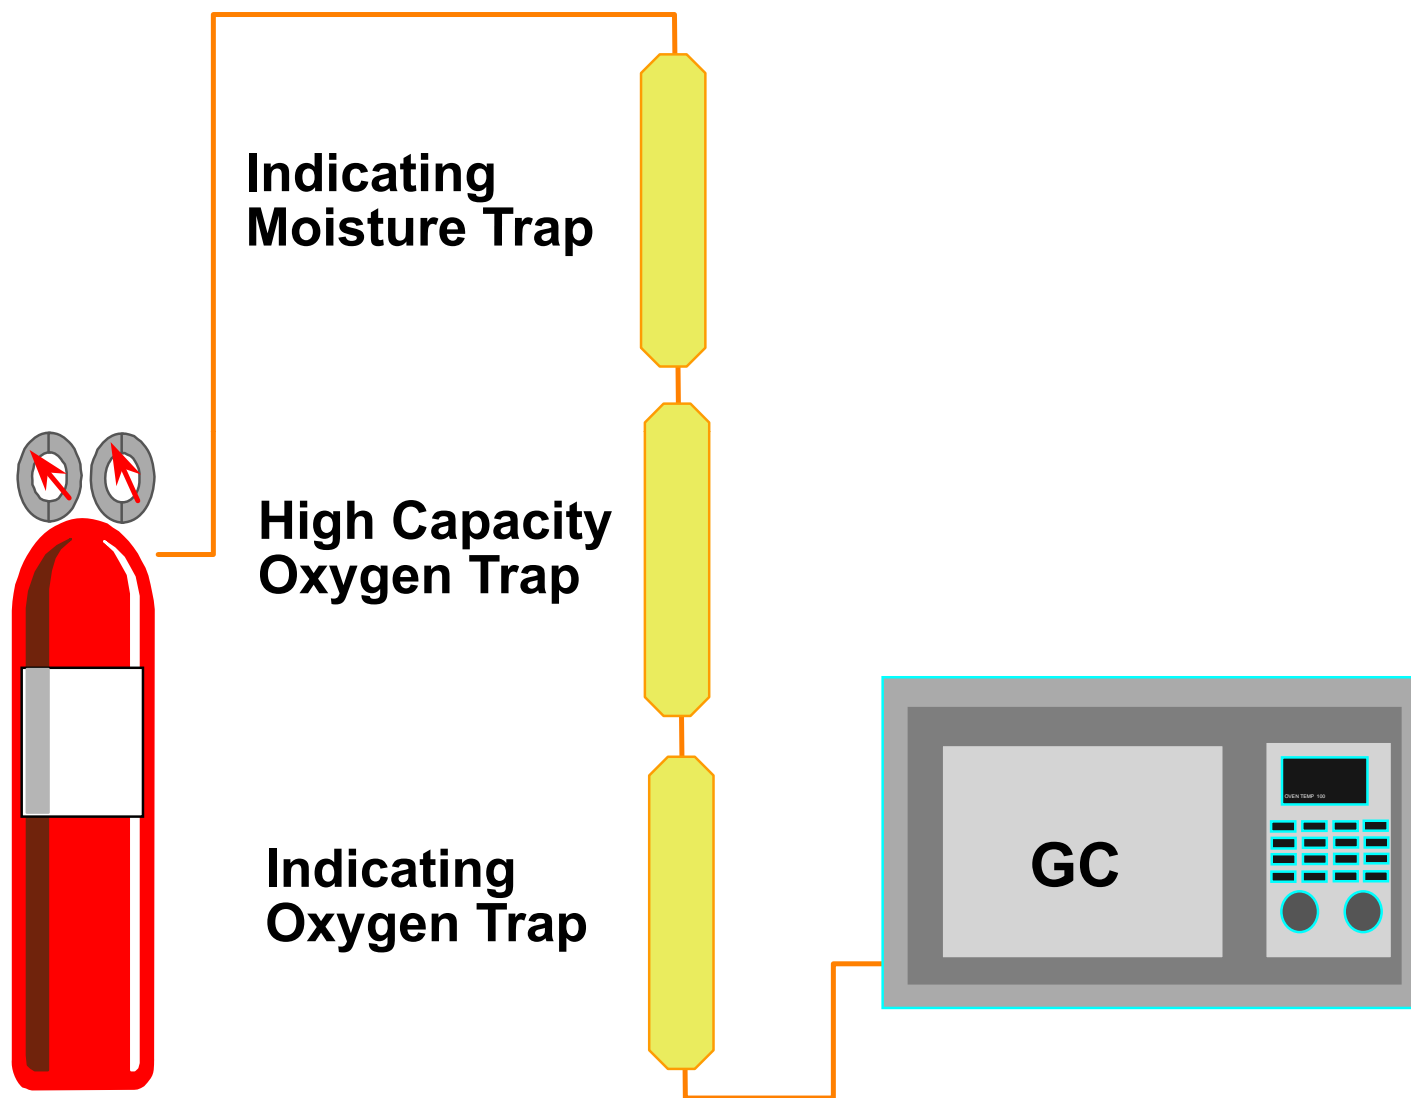 Indicating
Moisture Trap
High Capacity
Oxygen Trap
Indicating
Oxygen Trap
OVEN TEMP 100
GC